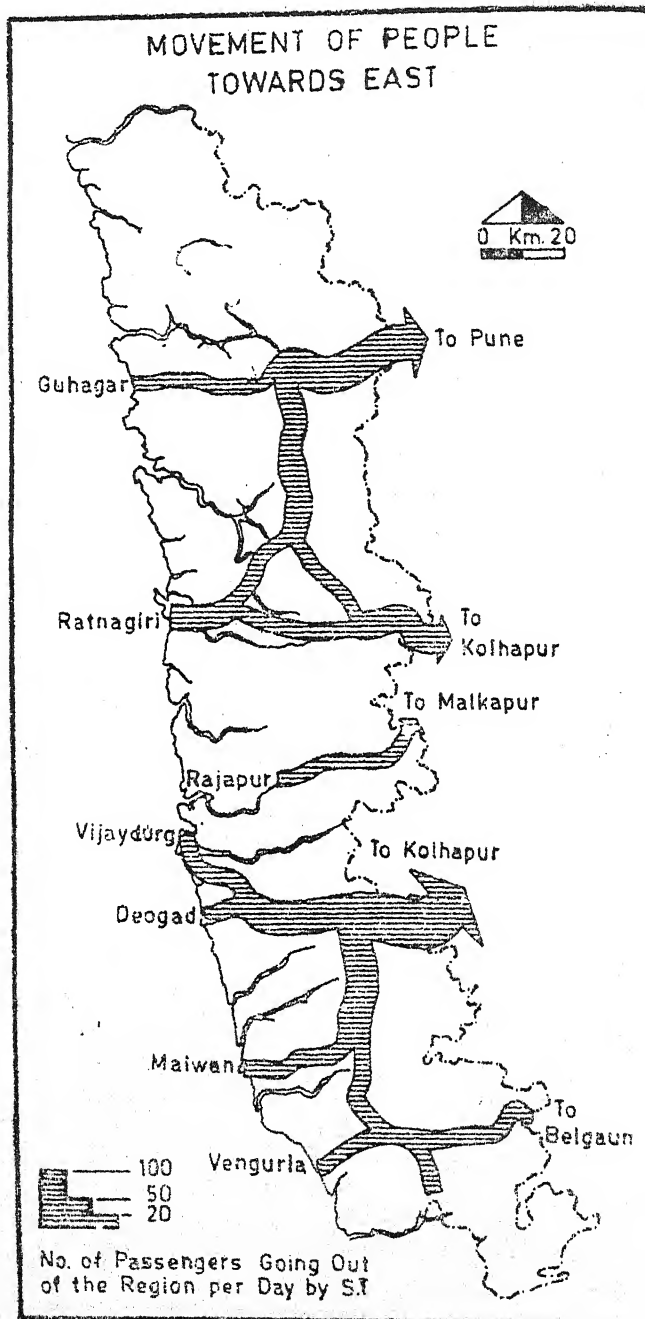 MOVEMENT OF PEOPLE
TOWARDS EAST
0 Km. 20
To Pune
Guhagar
Ratnagiri
To
Kolhapur
To Malkapur
Rajapur
Vijaydurg
To Kolhapur
Deogad
Malwan
To
Belgaun
Vengurla
100
50
20
No. of Passengers Going Out
of the Region per Day by S.T